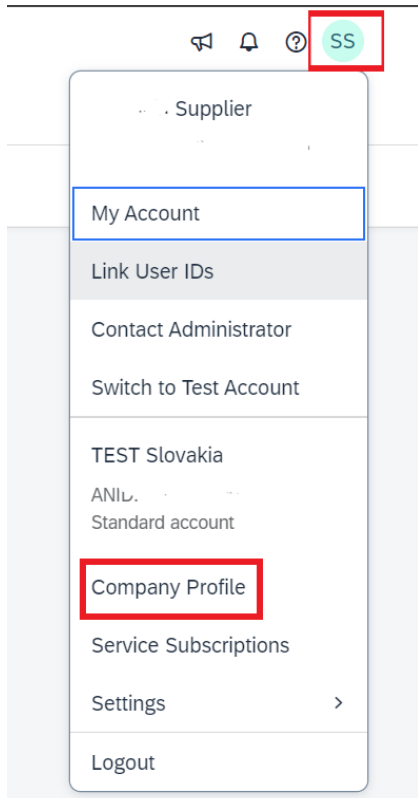 SS
Supplier
My Account
Link User IDs
Contact Administrator
Switch to Test Account
TEST Slovakia
Standard account
Company Profile
Service Subscriptions
Settings
Logout